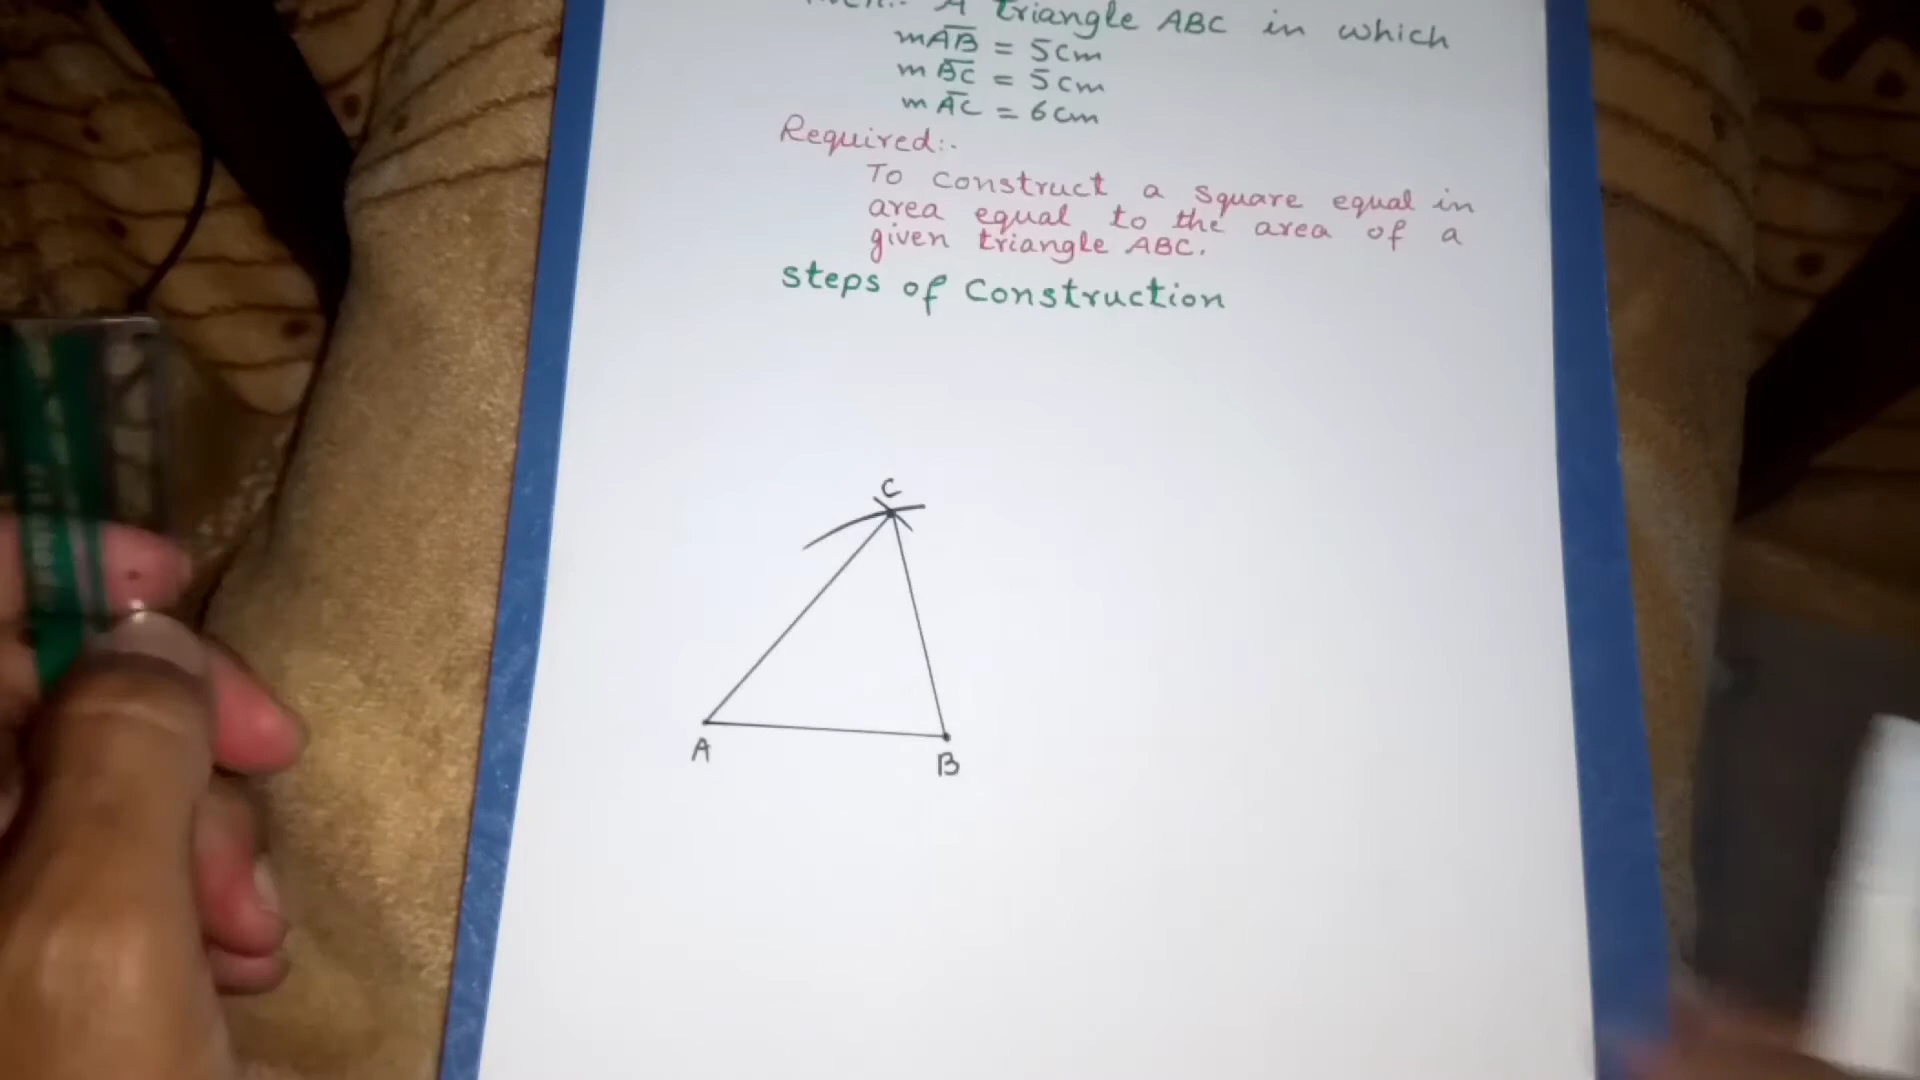 A triangle ABC in which
mAB = 5cm
mBC = 5cm
mAC = 6cm
Required:-
To construct a square equal in
area equal to the area of a
given triangle ABC.
Steps of Construction
C
A
B